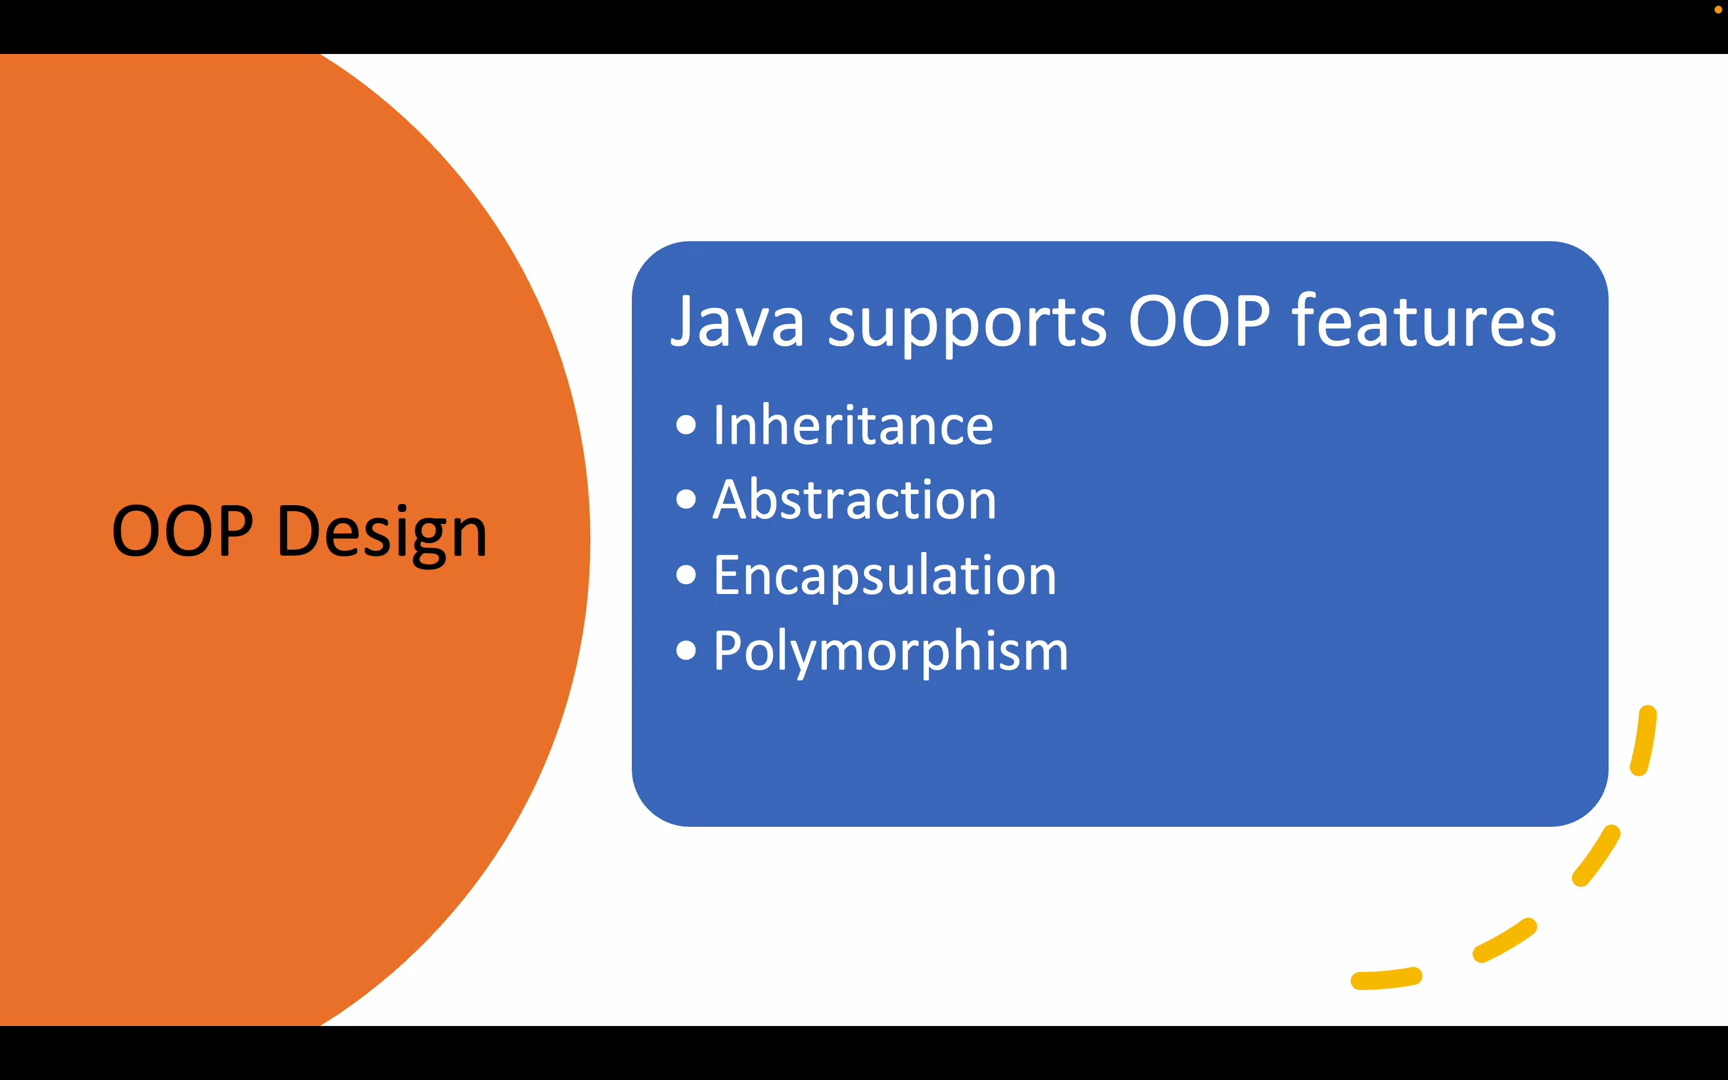 OOP Design
Java supports OOP features
• Inheritance
• Abstraction
• Encapsulation
• Polymorphism